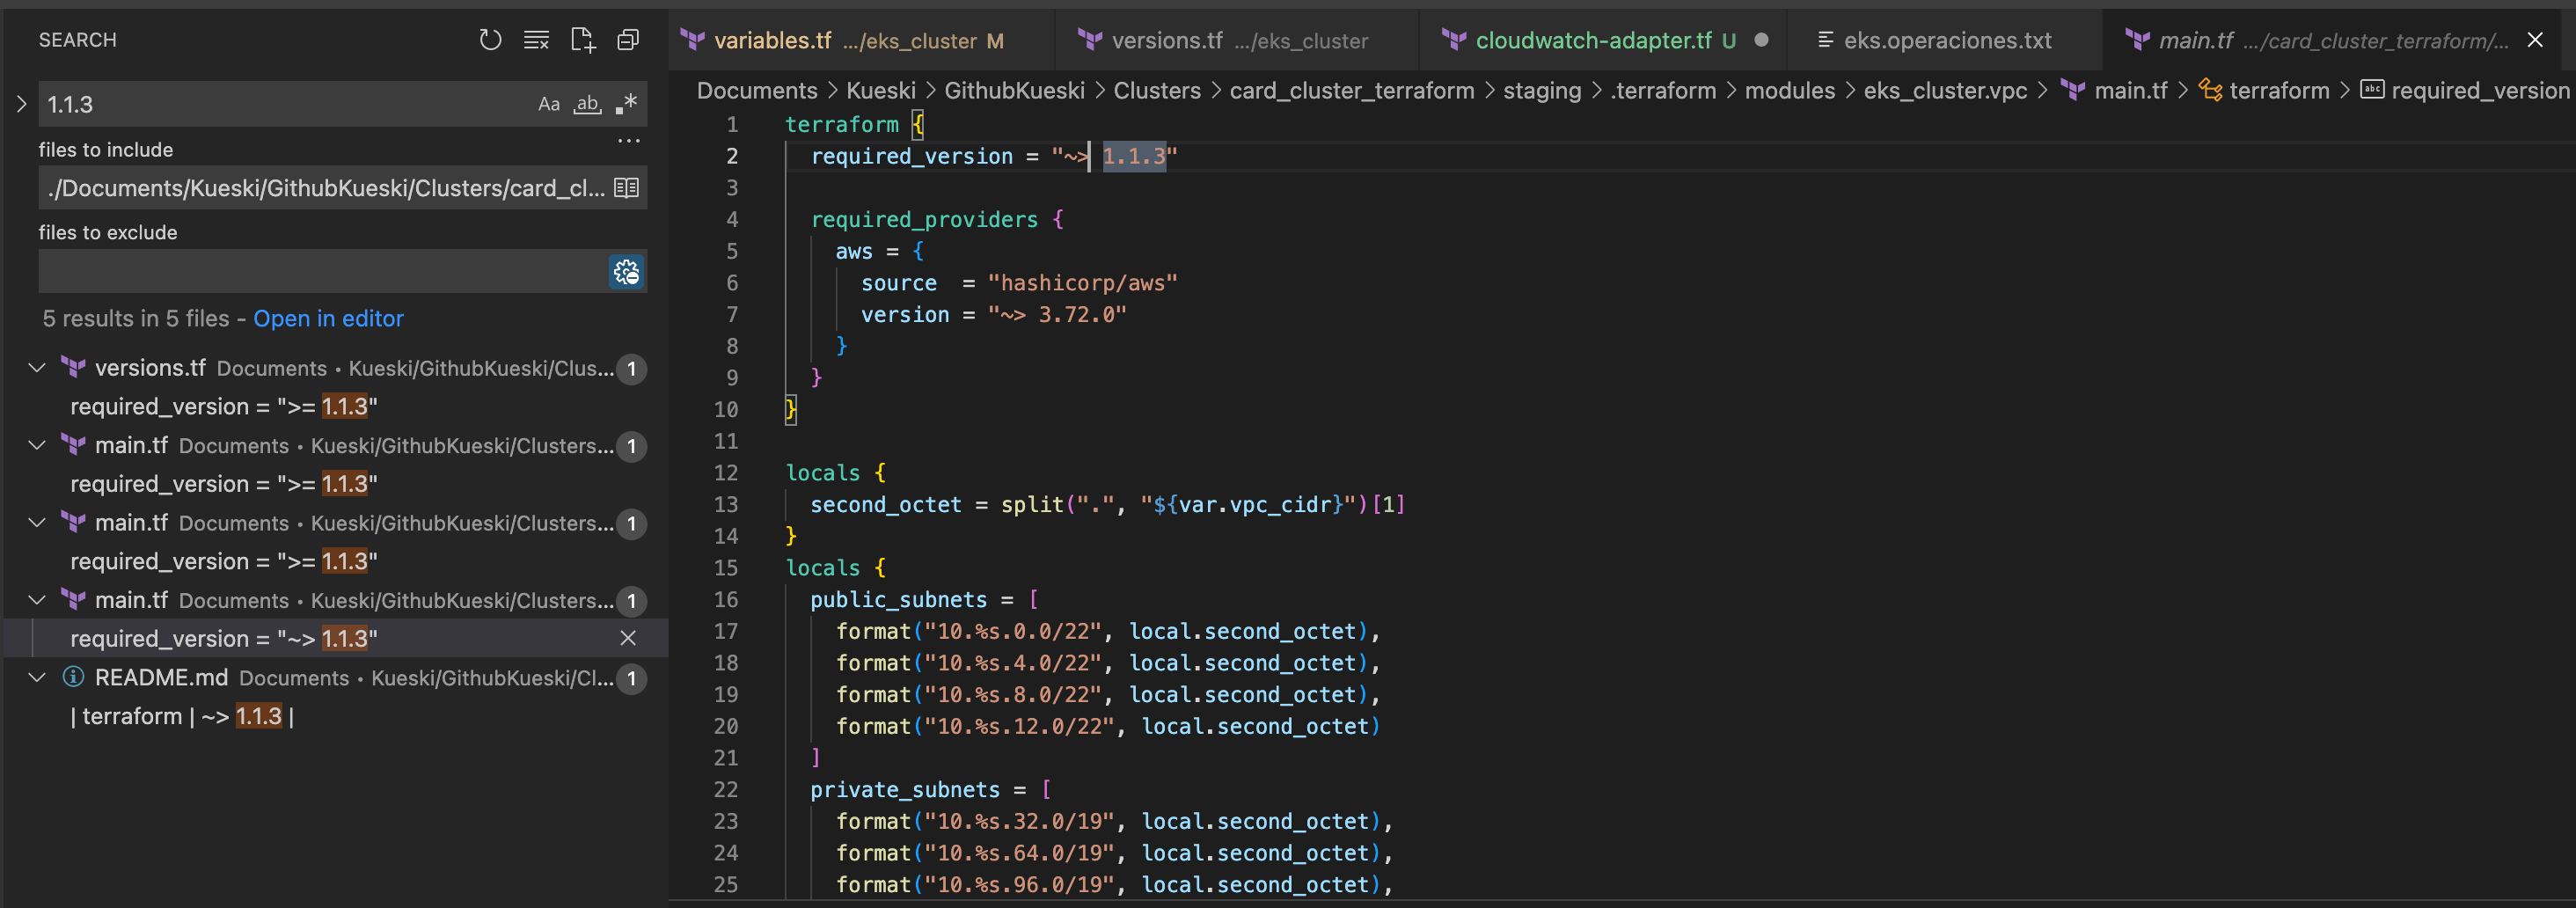 SEARCH
1.1.3
Aa ab .*
...
files to include
./Documents/Kueski/GithubKueski/Clusters/card_cl...
files to exclude
5 results in 5 files - Open in editor
versions.tf Documents • Kueski/GithubKueski/Clus... 1
required_version = ">= 1.1.3"
main.tf Documents • Kueski/GithubKueski/Clusters... 1
required_version = ">= 1.1.3"
main.tf Documents • Kueski/GithubKueski/Clusters... 1
required_version = ">= 1.1.3"
main.tf Documents • Kueski/GithubKueski/Clusters... 1
required_version = "~> 1.1.3"
README.md Documents • Kueski/GithubKueski/Cl... 1
| terraform | ~> 1.1.3 |
variables.tf .../eks_cluster M
versions.tf .../eks_cluster
cloudwatch-adapter.tf U
eks.operaciones.txt
main.tf .../card_cluster_terraform/...
Documents > Kueski > GithubKueski > Clusters > card_cluster_terraform > staging > .terraform > modules > eks_cluster.vpc > main.tf > terraform > abc required_version
1 terraform {
2 required_version = "~> 1.1.3"
3
4 required_providers {
5 aws = {
6 source  = "hashicorp/aws"
7 version = "~> 3.72.0"
8 }
9 }
10 }
11
12 locals {
13 second_octet = split(".", "${var.vpc_cidr}")[1]
14 }
15 locals {
16 public_subnets = [
17 format("10.%s.0.0/22", local.second_octet),
18 format("10.%s.4.0/22", local.second_octet),
19 format("10.%s.8.0/22", local.second_octet),
20 format("10.%s.12.0/22", local.second_octet)
21 ]
22 private_subnets = [
23 format("10.%s.32.0/19", local.second_octet),
24 format("10.%s.64.0/19", local.second_octet),
25 format("10.%s.96.0/19", local.second_octet),